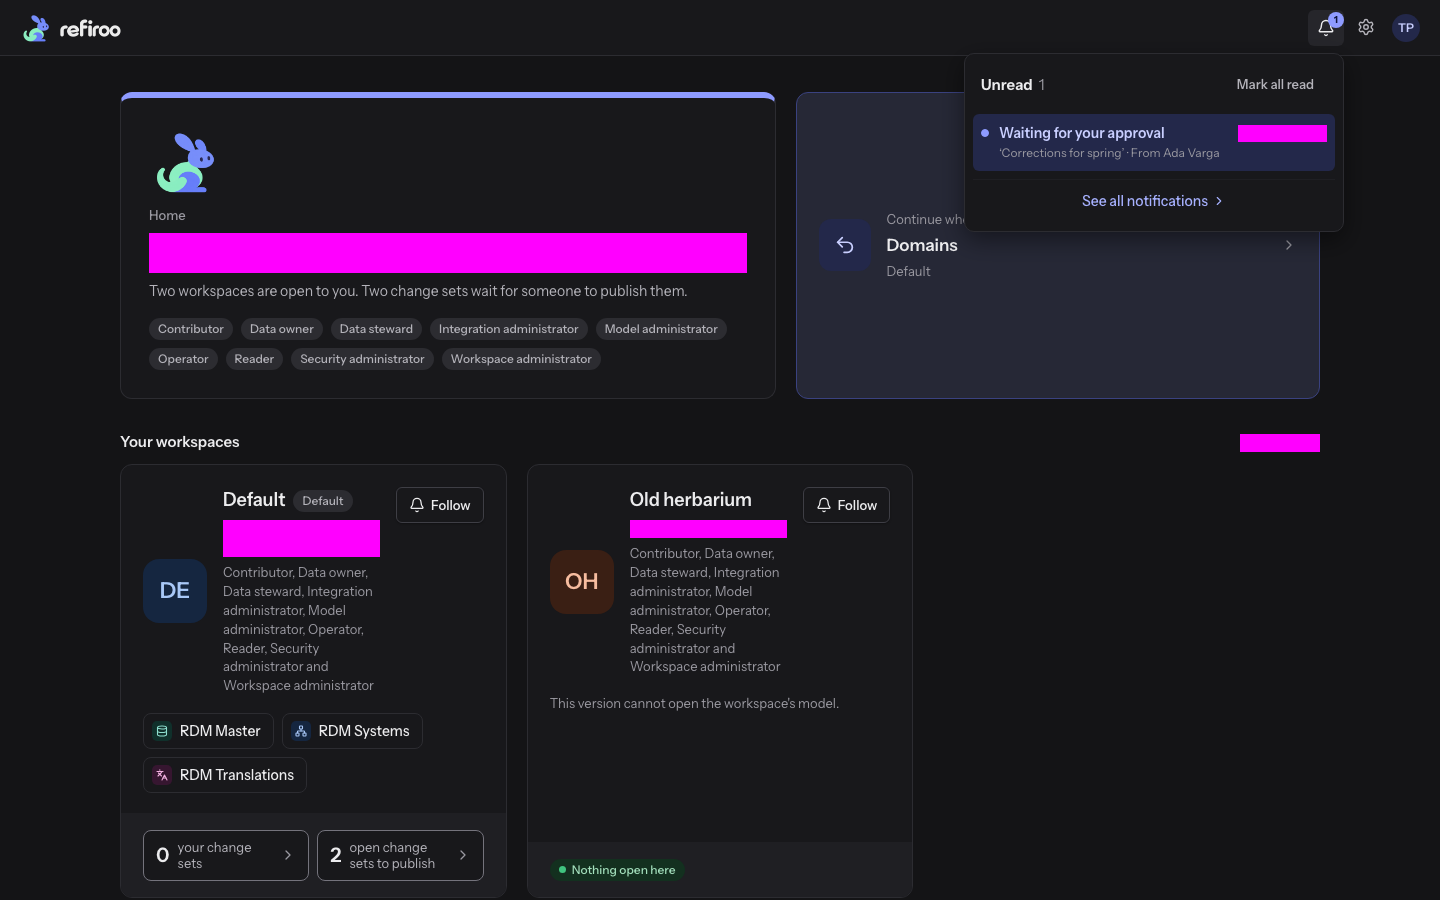 refiroo
1
TP
Unread 1
Mark all read
Waiting for your approval
‘Corrections for spring’ · From Ada Varga
See all notifications
Home
Two workspaces are open to you. Two change sets wait for someone to publish them.
Contributor
Data owner
Data steward
Integration administrator
Model administrator
Operator
Reader
Security administrator
Workspace administrator
Continue whe
Domains
Default
Your workspaces
Default
Default
Follow
DE
Contributor, Data owner,
Data steward, Integration
administrator, Model
administrator, Operator,
Reader, Security
administrator and
Workspace administrator
RDM Master
RDM Systems
RDM Translations
0 your change
sets
2 open change
sets to publish
Old herbarium
Follow
OH
Contributor, Data owner,
Data steward, Integration
administrator, Model
administrator, Operator,
Reader, Security
administrator and
Workspace administrator
This version cannot open the workspace’s model.
Nothing open here